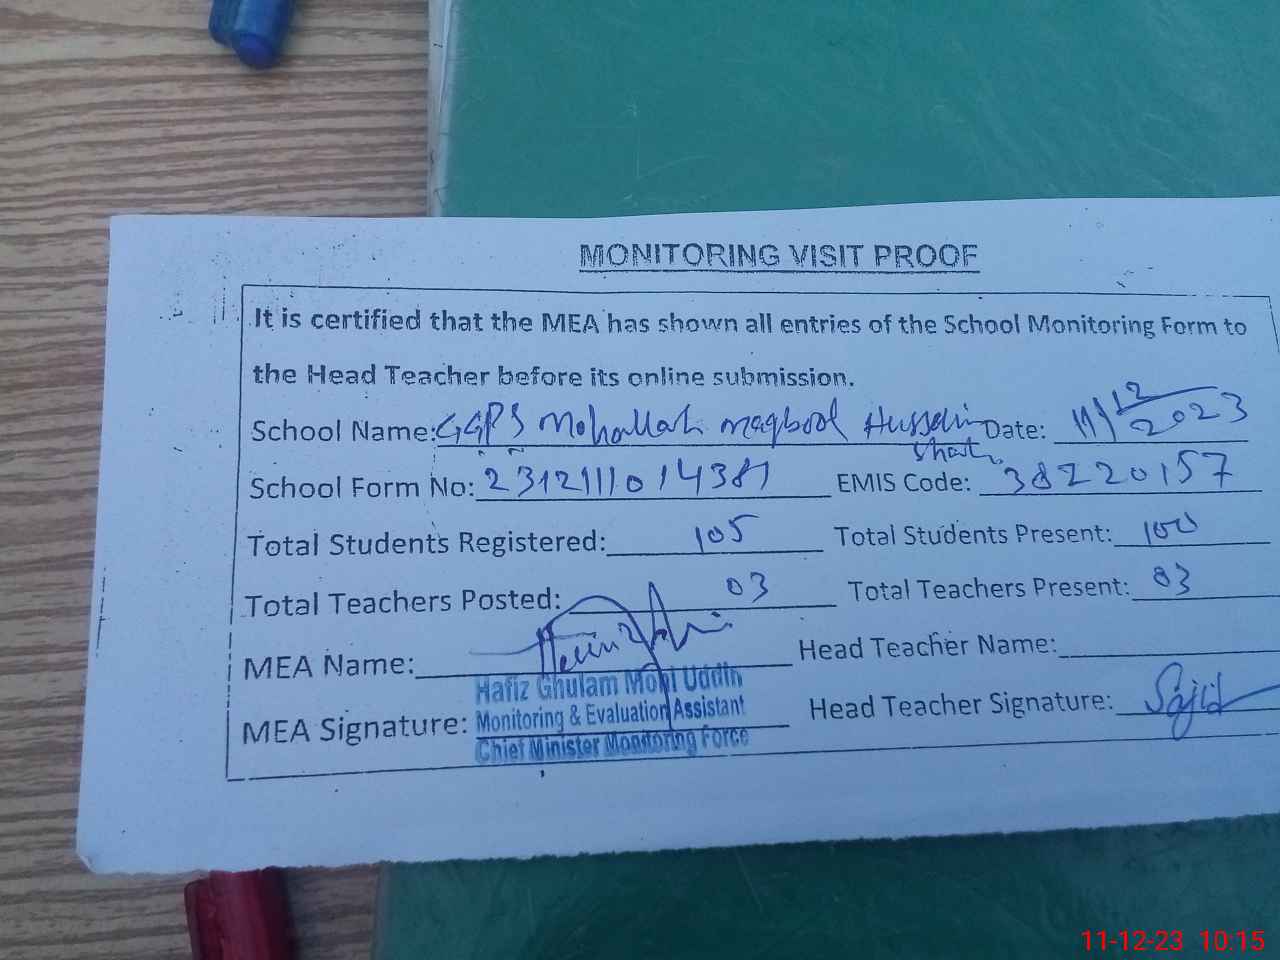 MONITORING VISIT PROOF
It is certified that the MEA has shown all entries of the School Monitoring Form to
the Head Teacher before its online submission.
School Name: GGPS Mohallah maqbool Hussain Shah Date: 11/12/2023
School Form No: 2312111014381 EMIS Code: 38220157
Total Students Registered: 105 Total Students Present: 100
Total Teachers Posted: 03 Total Teachers Present: 03
MEA Name: Head Teacher Name:
Hafiz Ghulam Mohi Uddin
MEA Signature: Monitoring & Evaluation Assistant Head Teacher Signature: Sajid
Chief Minister Monitoring Force
11-12-23 10:15